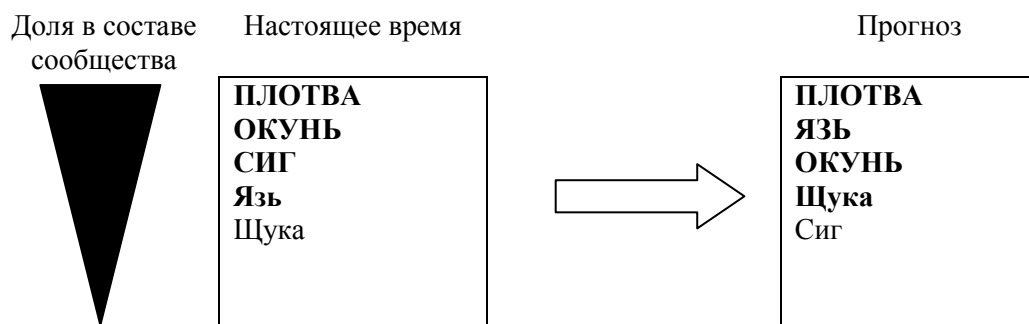 Доля в составе
сообщества
Настоящее время
Прогноз
ПЛОТВА
ОКУНЬ
СИГ
Язь
Щука
ПЛОТВА
ЯЗЬ
ОКУНЬ
Щука
Сиг